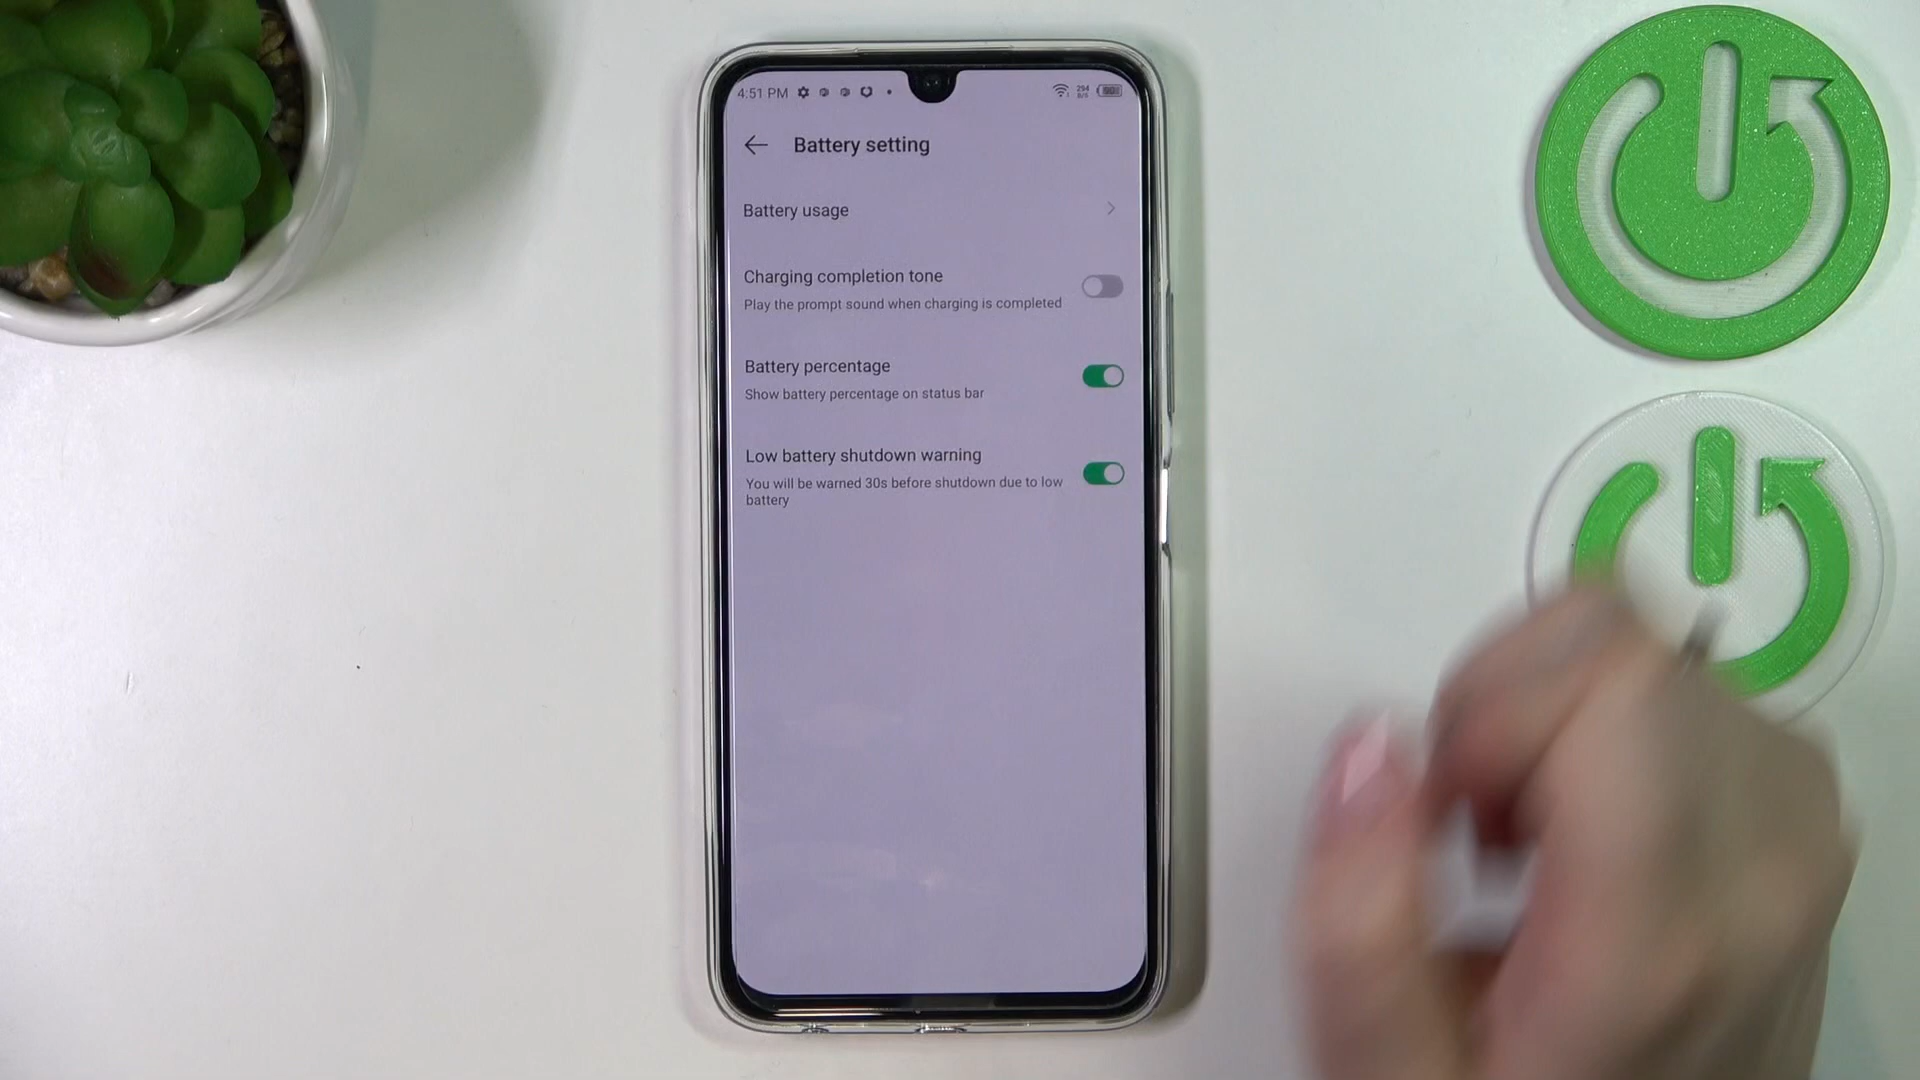 4:51 PM
294
B/S
Battery setting
Battery usage
Charging completion tone
Play the prompt sound when charging is completed
Battery percentage
Show battery percentage on status bar
Low battery shutdown warning
You will be warned 30s before shutdown due to low
battery